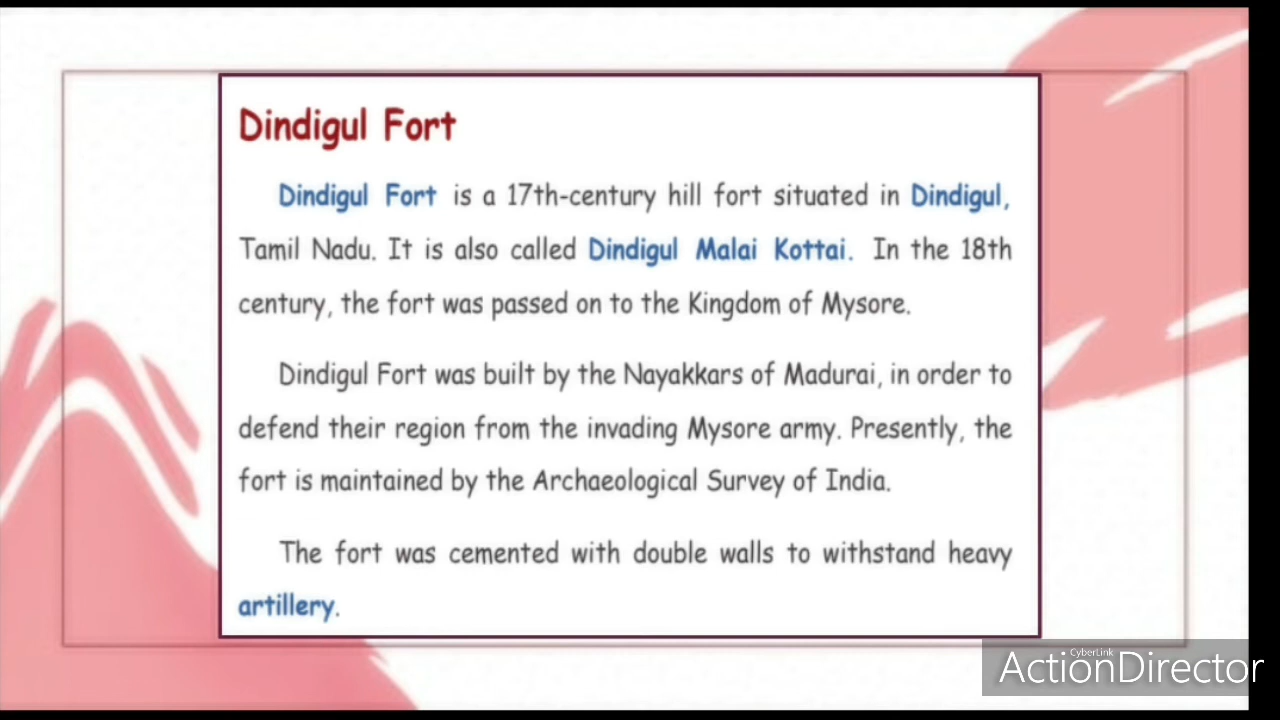 Dindigul Fort
Dindigul Fort is a 17th-century hill fort situated in Dindigul,
Tamil Nadu. It is also called Dindigul Malai Kottai. In the 18th
century, the fort was passed on to the Kingdom of Mysore.
Dindigul Fort was built by the Nayakkars of Madurai, in order to
defend their region from the invading Mysore army. Presently, the
fort is maintained by the Archaeological Survey of India.
The fort was cemented with double walls to withstand heavy
artillery.
CyberLink
ActionDirector